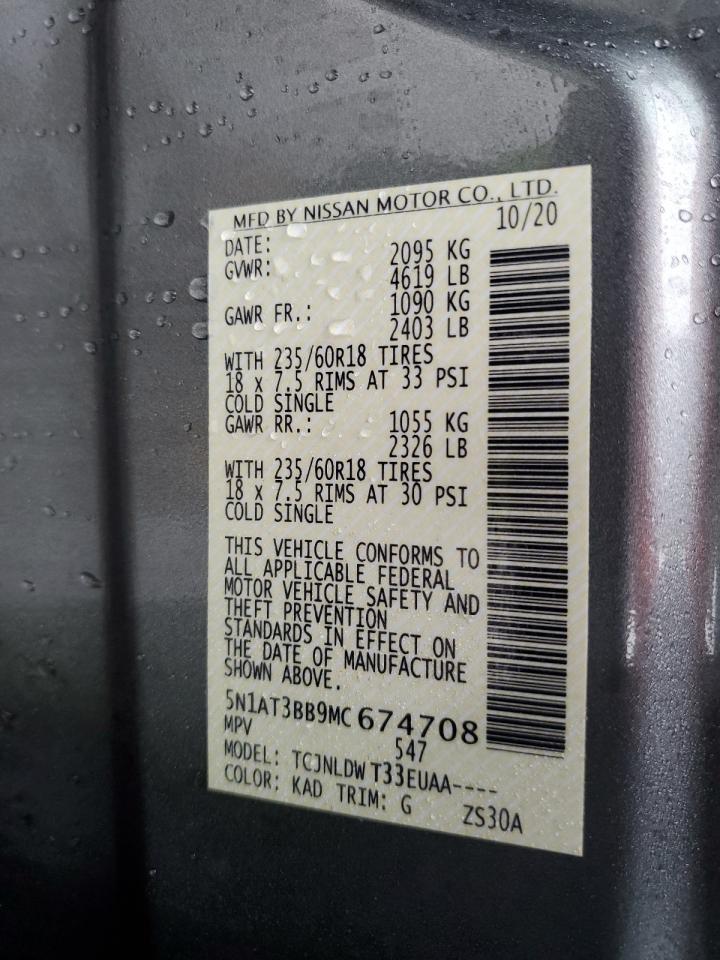 MFD BY NISSAN MOTOR CO., LTD.
DATE: 10/20
GVWR: 2095 KG
4619 LB
GAWR FR.: 1090 KG
2403 LB
WITH 235/60R18 TIRES
18 x 7.5 RIMS AT 33 PSI
COLD SINGLE
GAWR RR.: 1055 KG
2326 LB
WITH 235/60R18 TIRES
18 x 7.5 RIMS AT 30 PSI
COLD SINGLE
THIS VEHICLE CONFORMS TO
ALL APPLICABLE FEDERAL
MOTOR VEHICLE SAFETY AND
THEFT PREVENTION
STANDARDS IN EFFECT ON
THE DATE OF MANUFACTURE
SHOWN ABOVE.
5N1AT3BB9MC674708
MPV 547
MODEL: TCJNLDW T33EUAA----
COLOR: KAD TRIM: G ZS30A